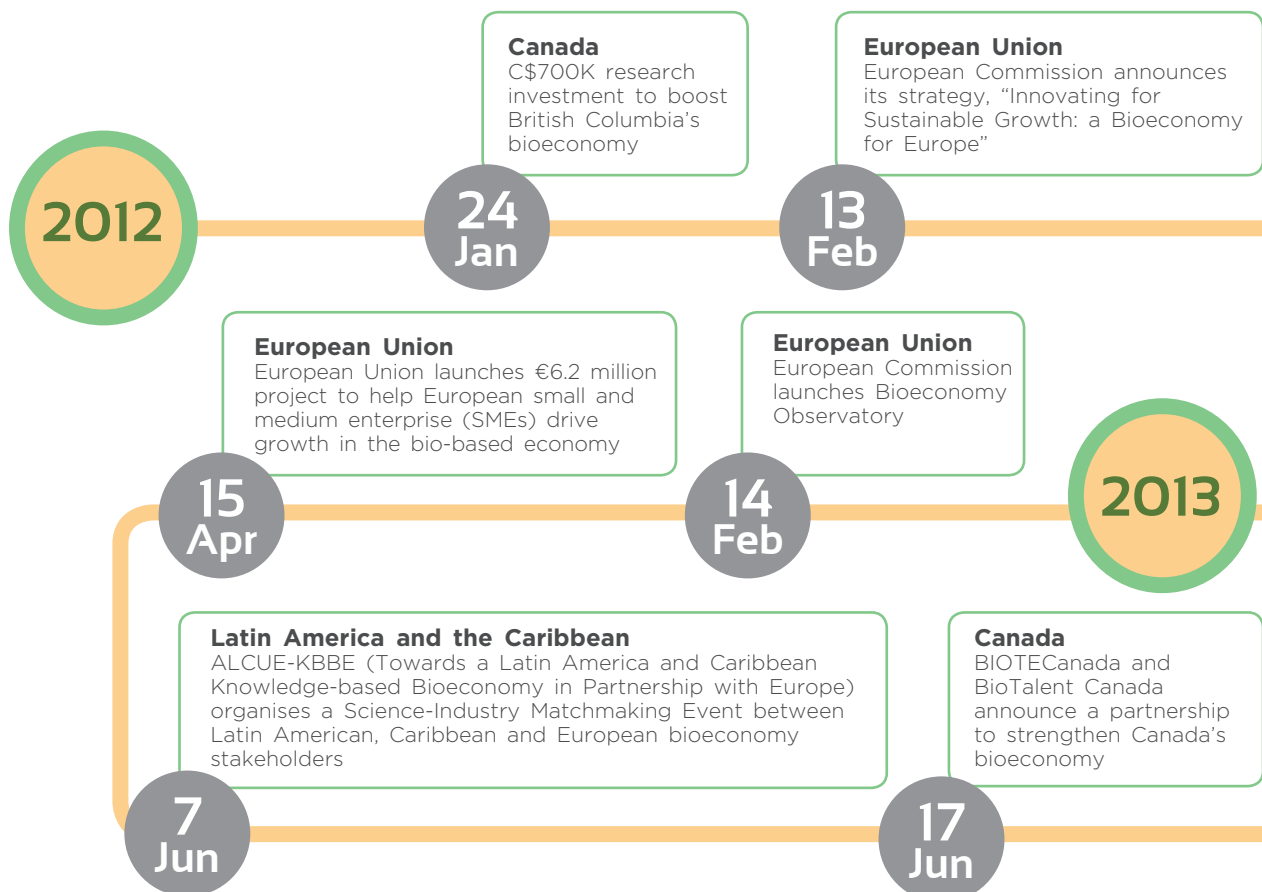 2012
24
Jan
Canada
C$700K research
investment to boost
British Columbia’s
bioeconomy
13
Feb
European Union
European Commission announces
its strategy, “Innovating for
Sustainable Growth: a Bioeconomy
for Europe”
2013
14
Feb
European Union
European Commission
launches Bioeconomy
Observatory
15
Apr
European Union
European Union launches €6.2 million
project to help European small and
medium enterprise (SMEs) drive
growth in the bio-based economy
7
Jun
Latin America and the Caribbean
ALCUE-KBBE (Towards a Latin America and Caribbean
Knowledge-based Bioeconomy in Partnership with Europe)
organises a Science-Industry Matchmaking Event between
Latin American, Caribbean and European bioeconomy
stakeholders
17
Jun
Canada
BIOTECanada and
BioTalent Canada
announce a partnership
to strengthen Canada’s
bioeconomy